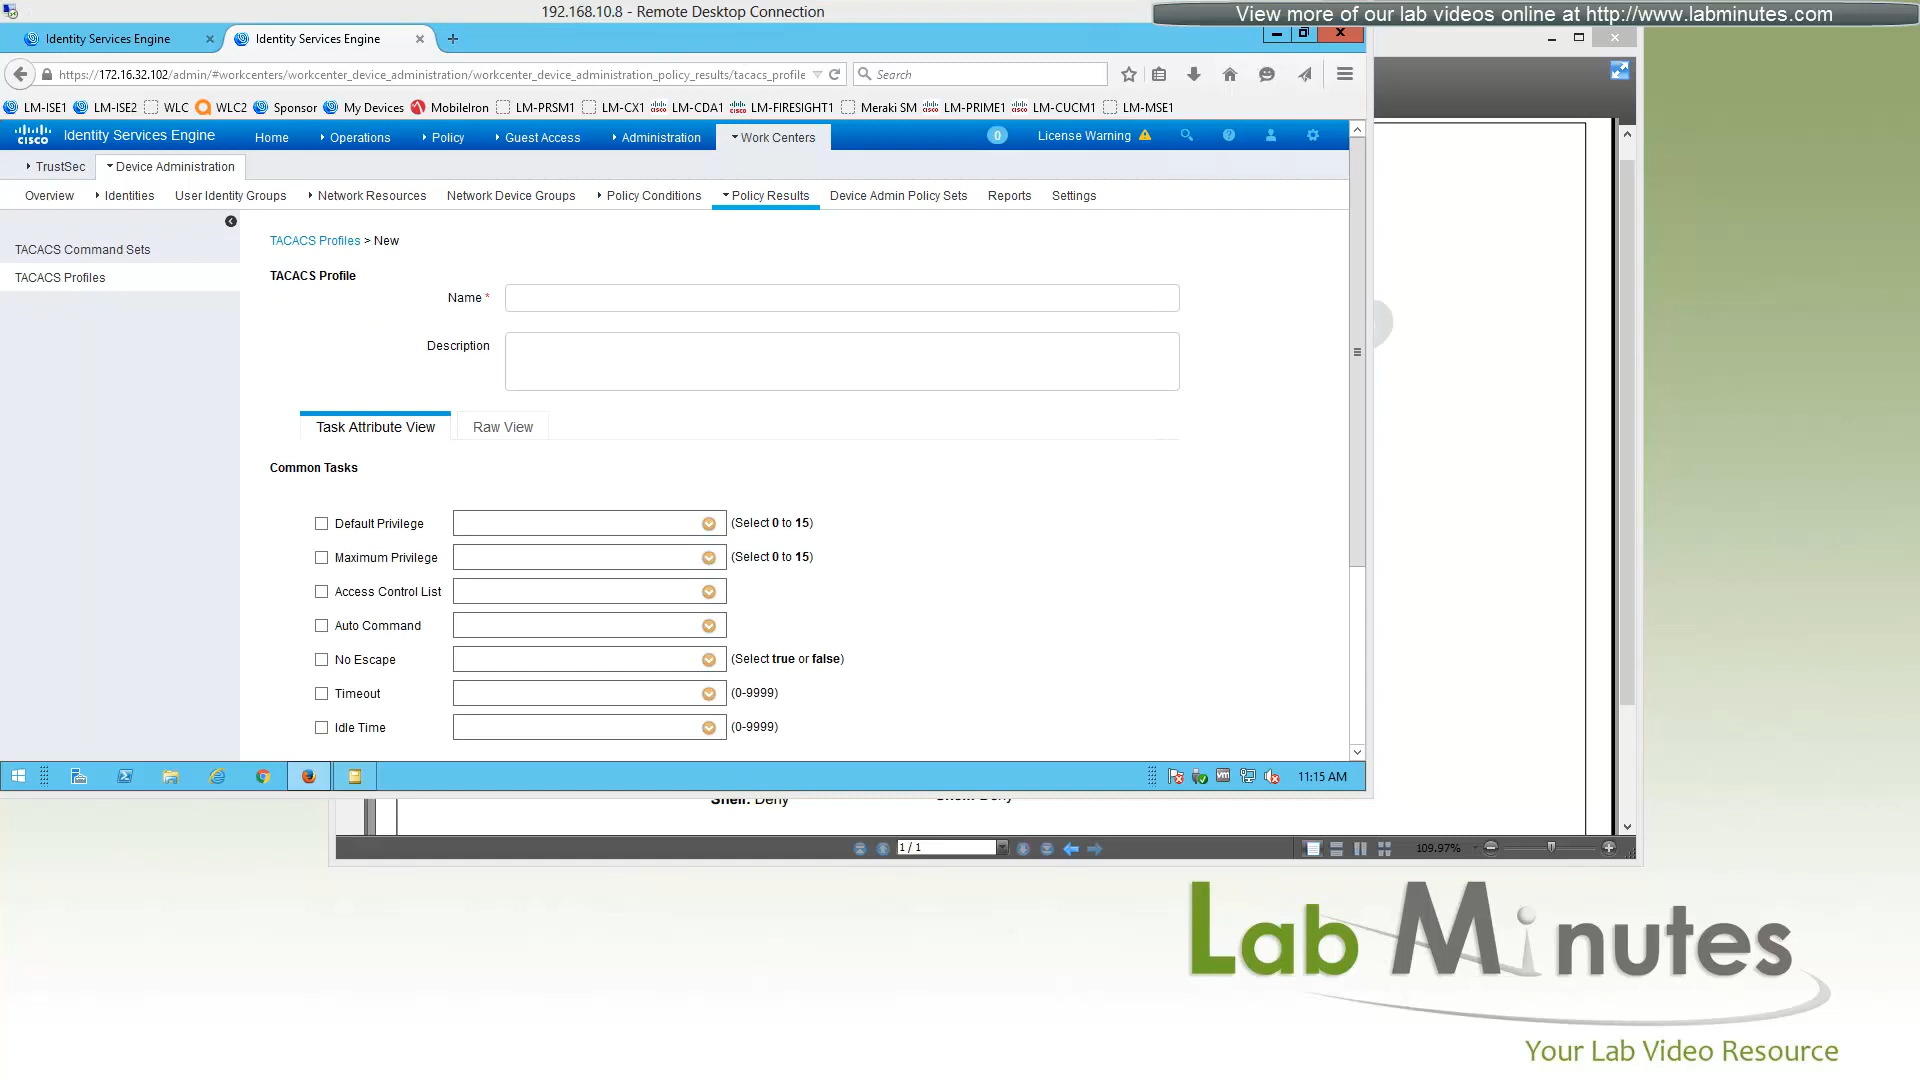 192.168.10.8 - Remote Desktop Connection
View more of our lab videos online at http://www.labminutes.com
Identity Services Engine
Identity Services Engine
https://172.16.32.102/admin/#workcenters/workcenter_device_administration/workcenter_device_administration_policy_results/tacacs_profile
Search
LM-ISE1 LM-ISE2 WLC WLC2 Sponsor My Devices MobileIron LM-PRSM1 LM-CX1 LM-CDA1 LM-FIRESIGHT1 Meraki SM LM-PRIME1 LM-CUCM1 LM-MSE1
cisco Identity Services Engine Home Operations Policy Guest Access Administration Work Centers 0 License Warning
TrustSec Device Administration
Overview Identities User Identity Groups Network Resources Network Device Groups Policy Conditions Policy Results Device Admin Policy Sets Reports Settings
TACACS Command Sets
TACACS Profiles
TACACS Profiles > New
TACACS Profile
Name *
Description
Task Attribute View Raw View
Common Tasks
Default Privilege (Select 0 to 15)
Maximum Privilege (Select 0 to 15)
Access Control List
Auto Command
No Escape (Select true or false)
Timeout (0-9999)
Idle Time (0-9999)
vm 11:15 AM
Shell: Deny
1 / 1 109.97%
Lab Minutes
Your Lab Video Resource